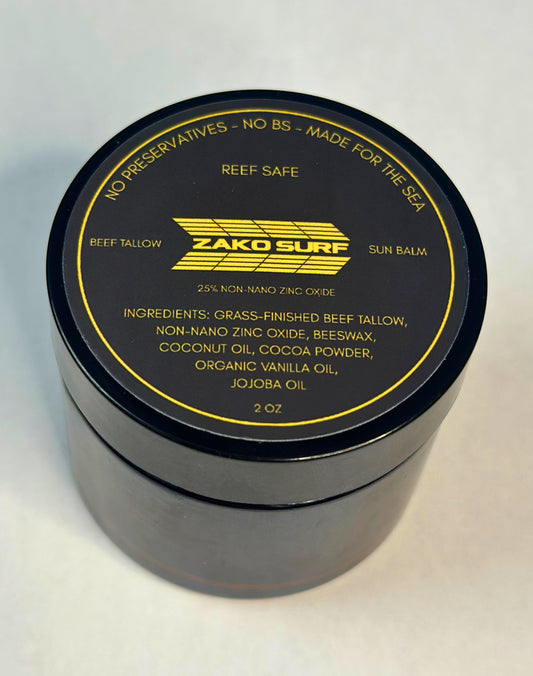 NO PRESERVATIVES - NO BS - MADE FOR THE SEA
REEF SAFE
BEEF TALLOW
ZAKO SURF
SUN BALM
25% NON-NANO ZINC OXIDE
INGREDIENTS: GRASS-FINISHED BEEF TALLOW,
NON-NANO ZINC OXIDE, BEESWAX,
COCONUT OIL, COCOA POWDER,
ORGANIC VANILLA OIL,
JOJOBA OIL
2 OZ